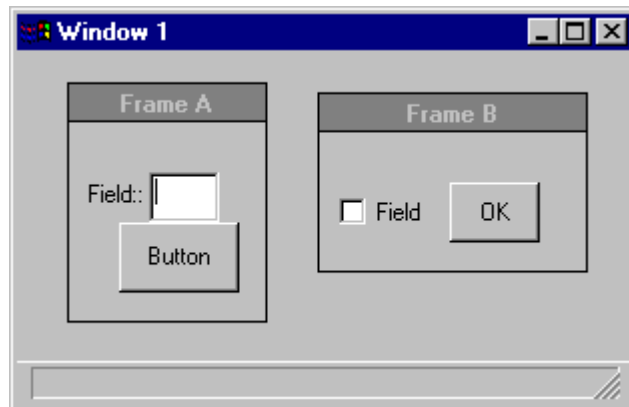 Window 1
Frame A
Field::
Button
Frame B
Field
OK